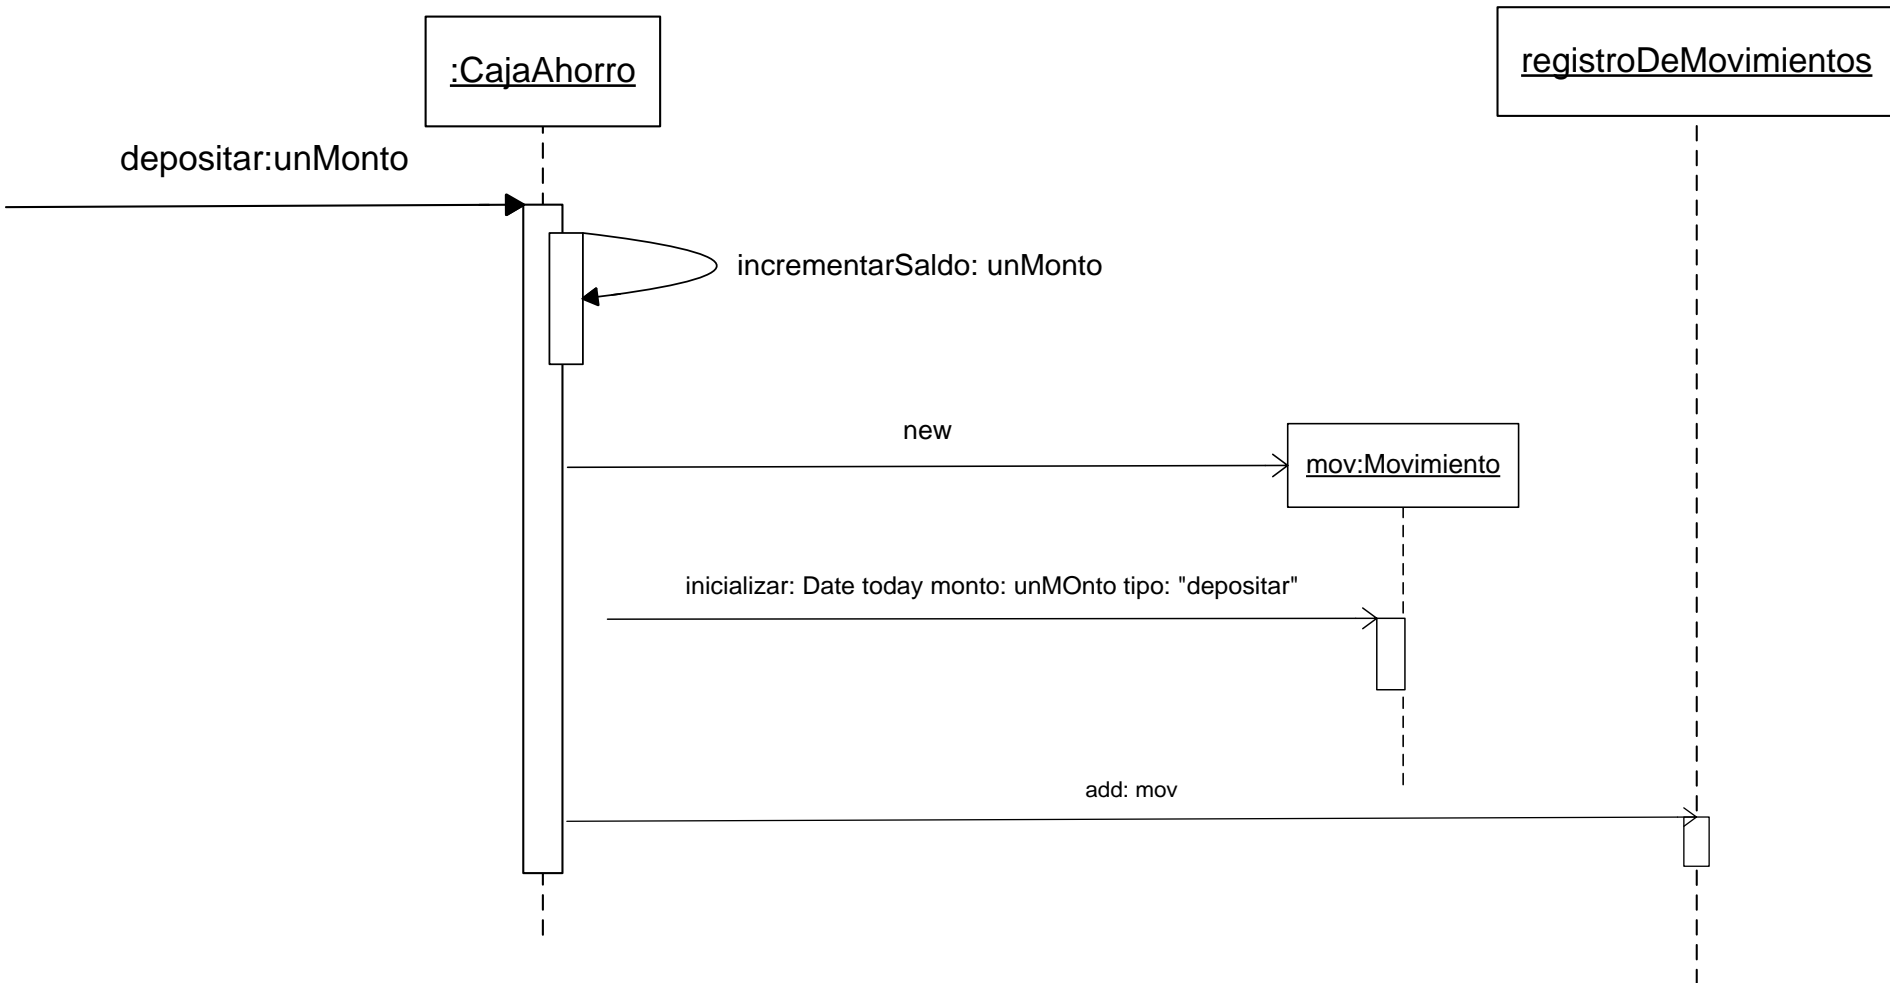 :CajaAhorro
registroDeMovimientos
depositar:unMonto
incrementarSaldo: unMonto
new
mov:Movimiento
inicializar: Date today monto: unMOnto tipo: "depositar"
add: mov